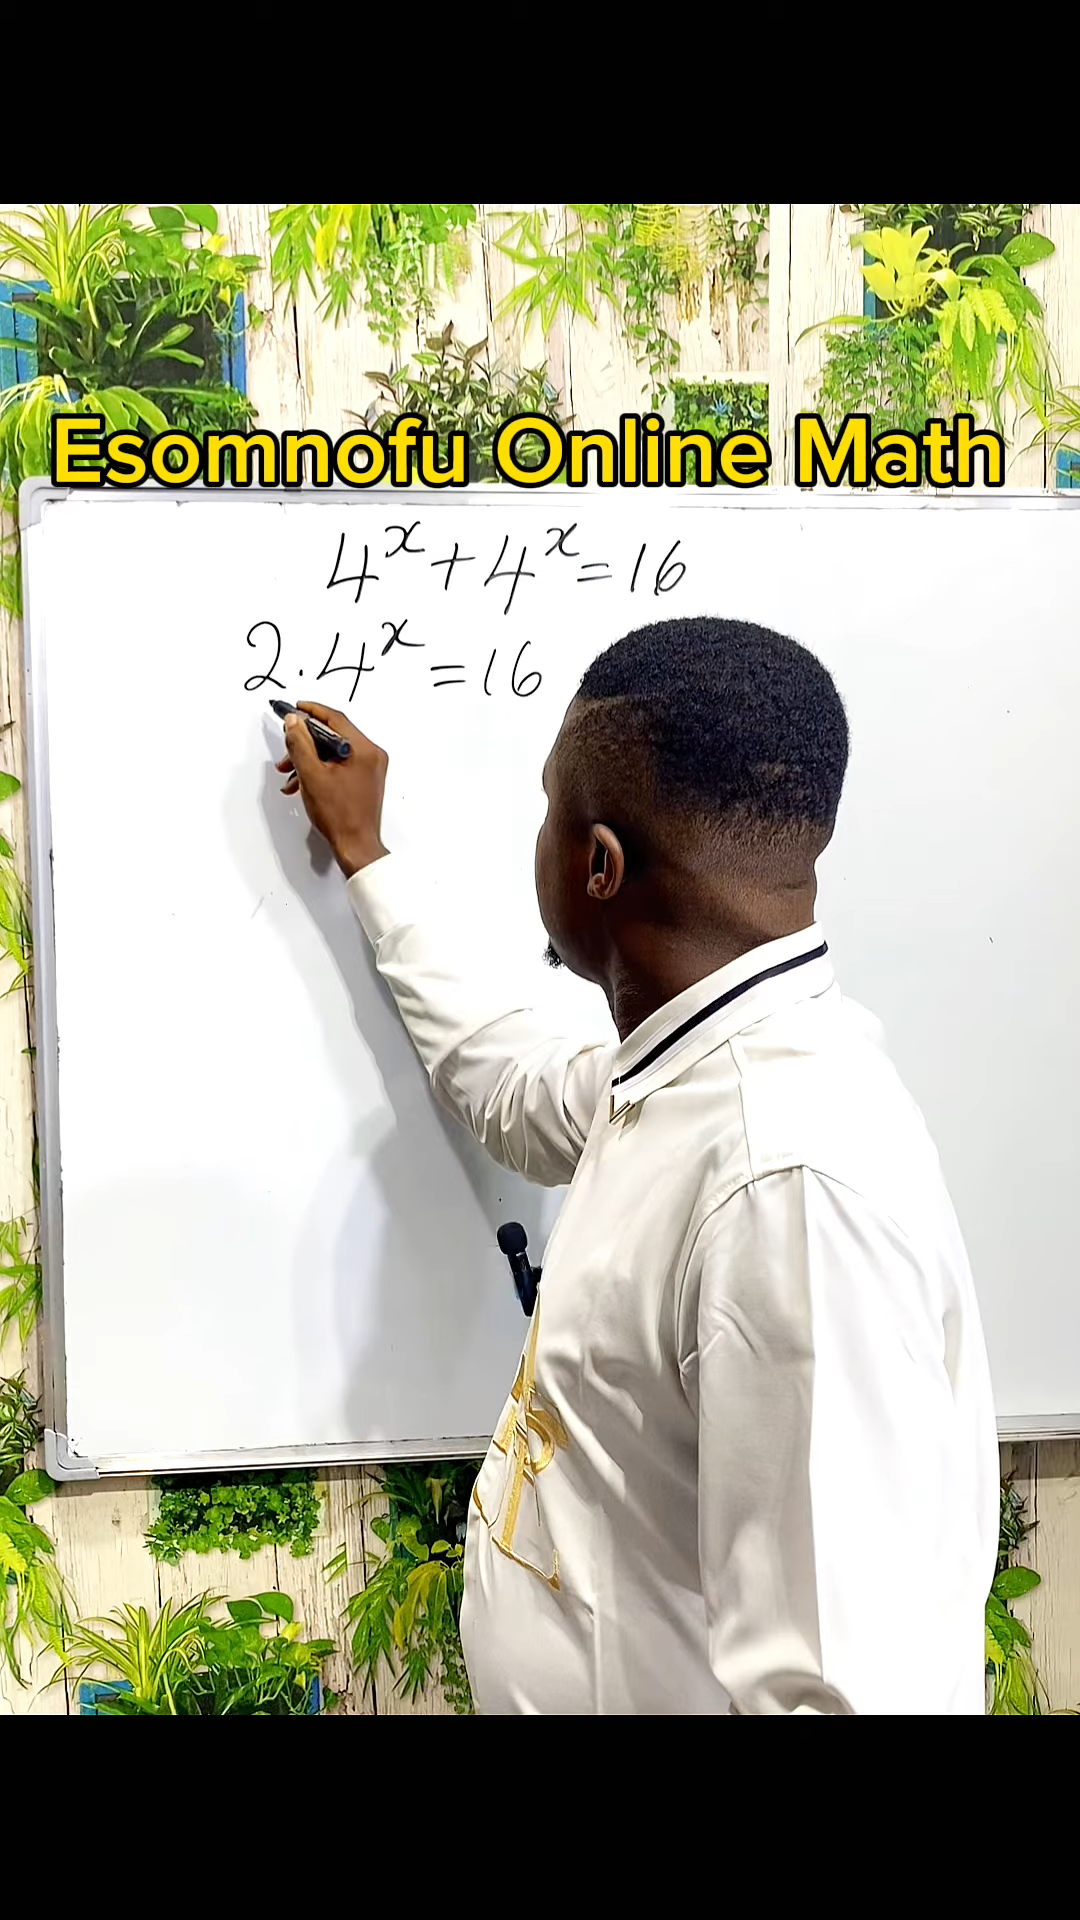 Esomnofu Online Math
4^x + 4^x = 16
2 · 4^x = 16